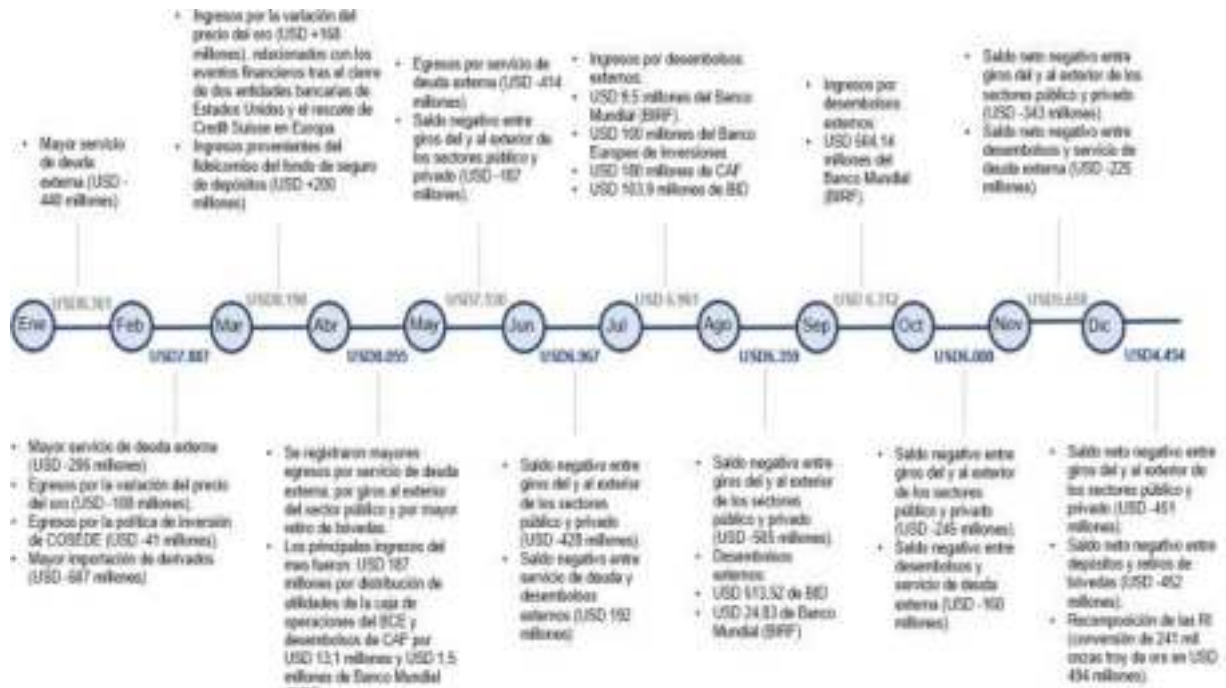 • Mayor servicio
de deuda
externa (USD -
440 millones)
• Ingresos por la variación del
precio del oro (USD +168
millones), relacionados con los
eventos financieros tras el cierre
de dos entidades bancarias de
Estados Unidos y el rescate de
Credit Suisse en Europa
• Ingresos provenientes del
fideicomiso del fondo de seguro
de depósitos (USD +200
millones)
• Egresos por servicio de
deuda externa (USD -414
millones)
• Saldo negativo entre
giros del y al exterior de
los sectores público y
privado (USD -187
millones).
• Ingresos por desembolsos
externos:
• USD 9.5 millones del Banco
Mundial (BIRF)
• USD 100 millones del Banco
Europeo de Inversiones
• USD 100 millones de CAF
• USD 103,9 millones de BID
• Ingresos por
desembolsos
externos:
• USD 504,14
millones del
Banco Mundial
(BIRF)
• Saldo neto negativo entre
giros del y al exterior de los
sectores público y privado
(USD -343 millones)
• Saldo neto negativo entre
desembolsos y servicio de
deuda externa (USD -225
millones)
USD8.190
Ene
Feb
Mar
Abr
May
Jun
Jul
Ago
Sep
Oct
Nov
Dic
USD7.887
USD8.055
USD6.967
USD6.359
USD6.088
USD4.454
• Mayor servicio de deuda externa
(USD -286 millones)
• Egresos por la variación del precio
del oro (USD -108 millones).
• Egresos por la política de inversión
de COSEDE (USD -41 millones)
• Mayor importación de derivados
(USD -687 millones)
• Se registraron mayores
egresos por servicio de deuda
externa, por giros al exterior
del sector público y por mayor
retiro de bóvedas.
• Los principales ingresos del
mes fueron: USD 187
millones por distribución de
utilidades de la caja de
operaciones del BCE y
desembolsos de CAF por
USD 13,1 millones y USD 1.5
millones de Banco Mundial
• Saldo negativo entre
giros del y al exterior
de los sectores
público y privado
(USD -428 millones)
• Saldo negativo entre
servicio de deuda y
desembolsos
externos (USD 192
millones)
• Saldo negativo entre
giros del y al exterior
de los sectores
público y privado
(USD -585 millones)
• Desembolsos
externos:
• USD 613,92 de BID
• USD 24,83 de Banco
Mundial (BIRF)
• Saldo negativo entre
giros del y al exterior
de los sectores
público y privado
(USD -245 millones)
• Saldo negativo entre
desembolsos y
servicio de deuda
externa (USD -160
millones)
• Saldo neto negativo entre
giros del y al exterior de
los sectores público y
privado (USD -451
millones).
• Saldo neto negativo entre
depósitos y retiros de
bóvedas (USD -452
millones).
• Recomposición de las RI
(conversión de 241 mil
onzas troy de oro en USD
494 millones).